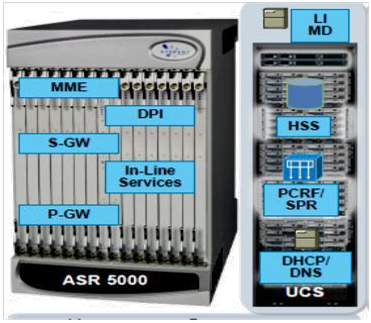 MME
DPI
S-GW
In-Line
Services
P-GW
ASR 5000
LI
MD
HSS
PCRF/
SPR
DHCP/
DNS
UCS